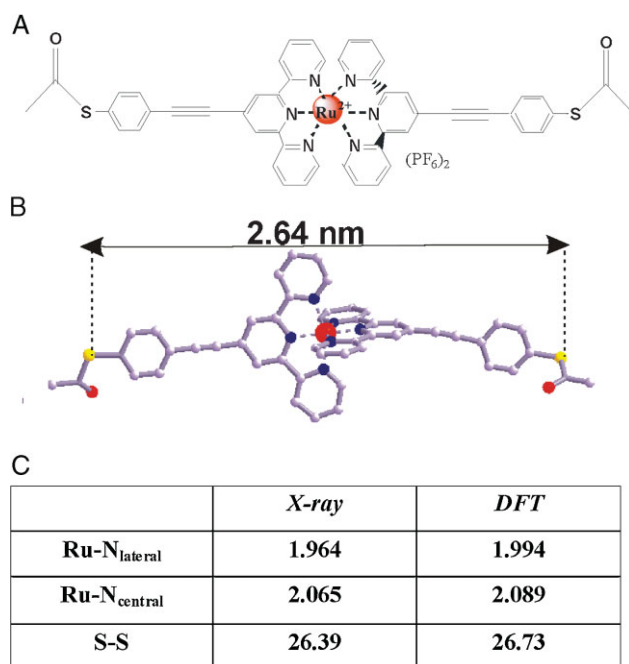 A
O
O
S
S
N
N
N
Ru2+
N
N
N
(PF6)2
B
2.64 nm
C
X-ray DFT
Ru-Nlateral 1.964 1.994
Ru-Ncentral 2.065 2.089
S-S 26.39 26.73